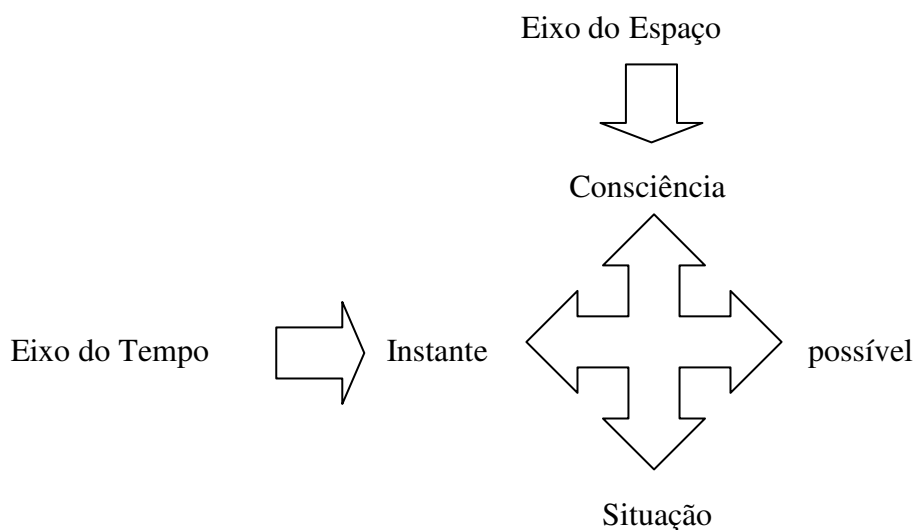 Eixo do Espaço
Consciência
Eixo do Tempo Instante possível
Situação